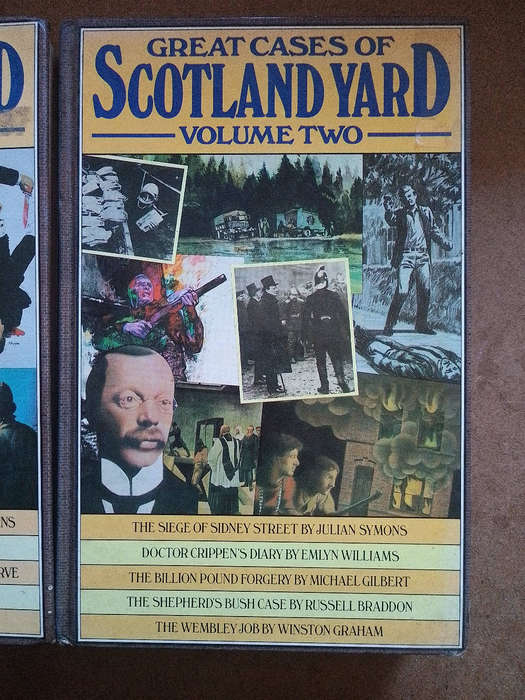 GREAT CASES OF
SCOTLAND YARD
VOLUME TWO
THE SIEGE OF SIDNEY STREET BY JULIAN SYMONS
DOCTOR CRIPPEN'S DIARY BY EMLYN WILLIAMS
THE BILLION POUND FORGERY BY MICHAEL GILBERT
THE SHEPHERD'S BUSH CASE BY RUSSELL BRADDON
THE WEMBLEY JOB BY WINSTON GRAHAM
D
NS
RVE